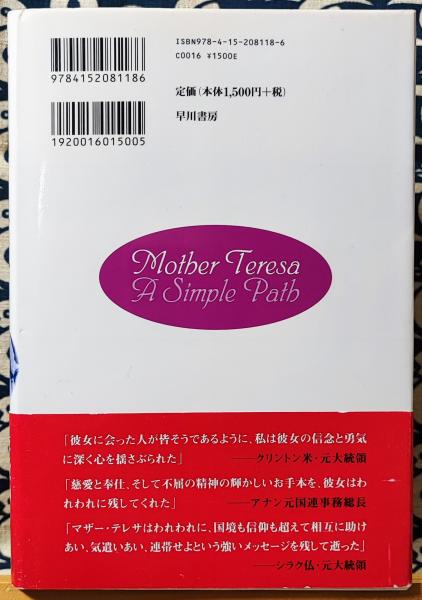 ISBN978-4-15-208118-6
C0016 ¥1500E
9784152081186
定価(本体1,500円+税)
早川書房
1920016015005
Mother Teresa
A Simple Path
「彼女に会った人が皆そうであるように、私は彼女の信念と勇気
に深く心を揺さぶられた」 ——クリントン米・元大統領
「慈愛と奉仕、そして不屈の精神の輝かしいお手本を、彼女はわ
れわれに残してくれた」 ——アナン元国連事務総長
「マザー・テレサはわれわれに、国境も信仰も超えて相互に助け
あい、気遣いあい、連帯せよという強いメッセージを残して逝った」
——シラク仏・元大統領